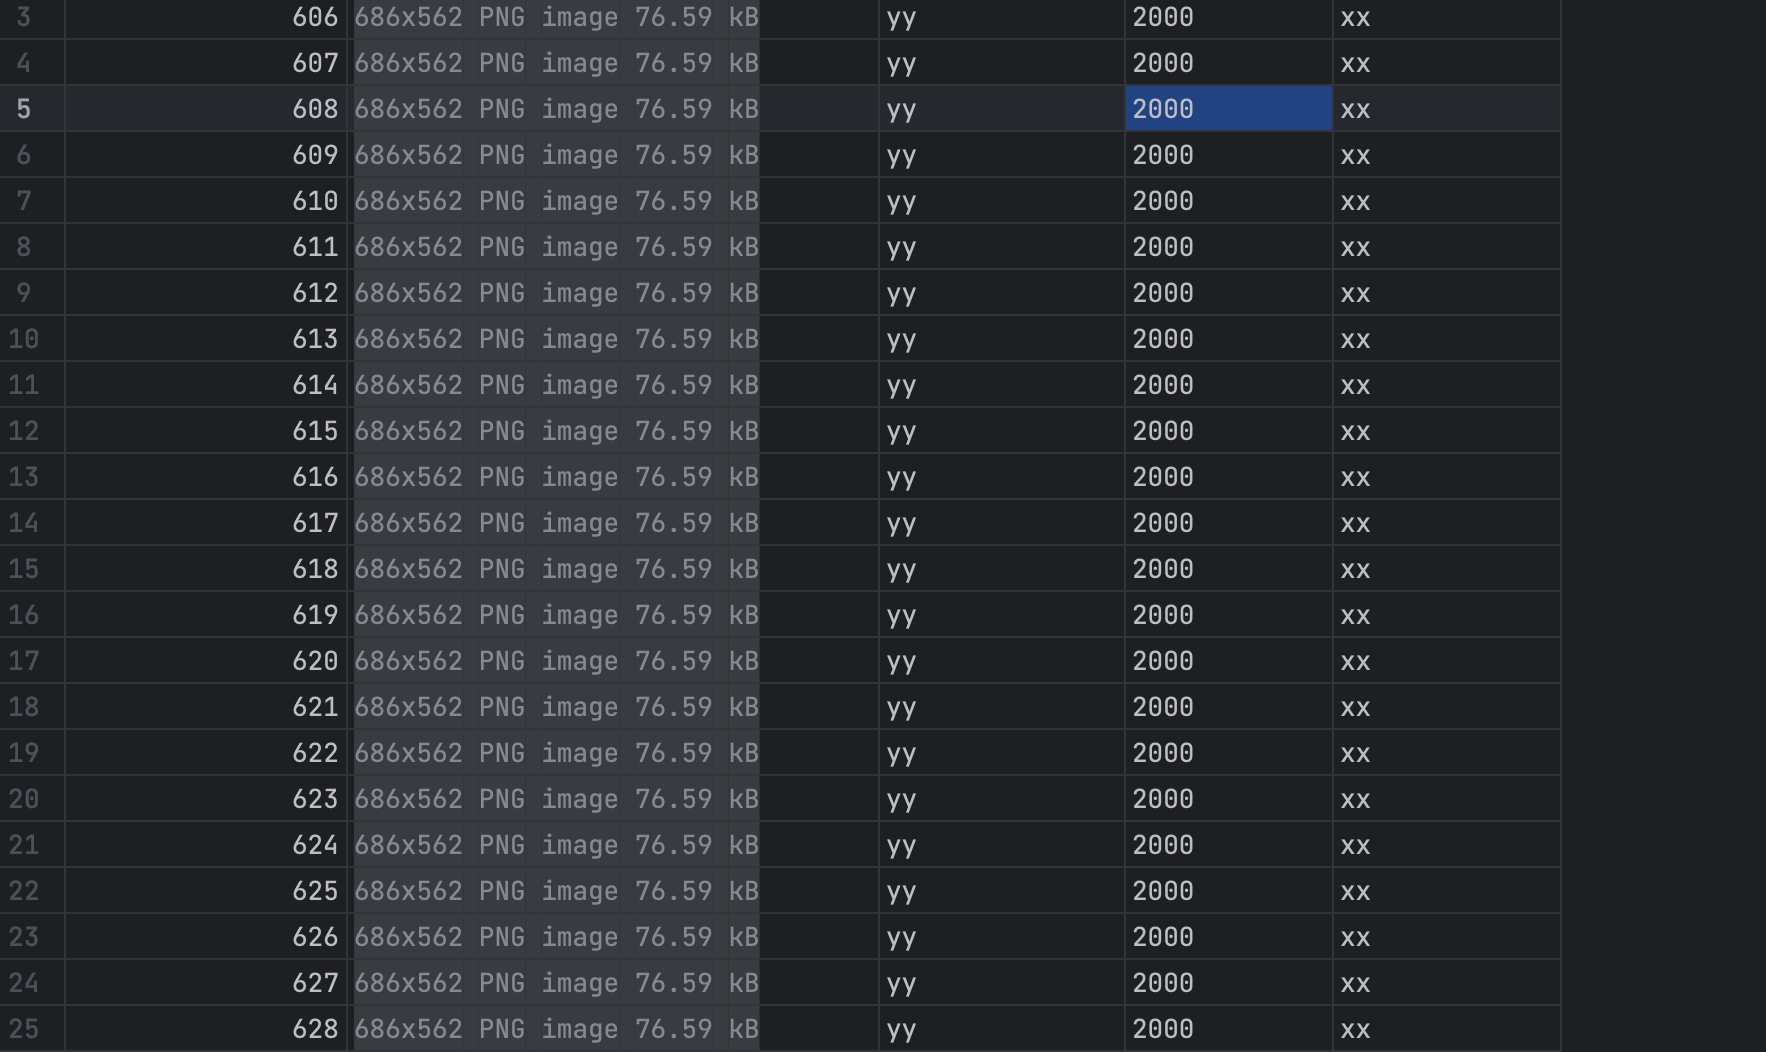 3 606 686x562 PNG image 76.59 kB yy 2000 xx
4 607 686x562 PNG image 76.59 kB yy 2000 xx
5 608 686x562 PNG image 76.59 kB yy 2000 xx
6 609 686x562 PNG image 76.59 kB yy 2000 xx
7 610 686x562 PNG image 76.59 kB yy 2000 xx
8 611 686x562 PNG image 76.59 kB yy 2000 xx
9 612 686x562 PNG image 76.59 kB yy 2000 xx
10 613 686x562 PNG image 76.59 kB yy 2000 xx
11 614 686x562 PNG image 76.59 kB yy 2000 xx
12 615 686x562 PNG image 76.59 kB yy 2000 xx
13 616 686x562 PNG image 76.59 kB yy 2000 xx
14 617 686x562 PNG image 76.59 kB yy 2000 xx
15 618 686x562 PNG image 76.59 kB yy 2000 xx
16 619 686x562 PNG image 76.59 kB yy 2000 xx
17 620 686x562 PNG image 76.59 kB yy 2000 xx
18 621 686x562 PNG image 76.59 kB yy 2000 xx
19 622 686x562 PNG image 76.59 kB yy 2000 xx
20 623 686x562 PNG image 76.59 kB yy 2000 xx
21 624 686x562 PNG image 76.59 kB yy 2000 xx
22 625 686x562 PNG image 76.59 kB yy 2000 xx
23 626 686x562 PNG image 76.59 kB yy 2000 xx
24 627 686x562 PNG image 76.59 kB yy 2000 xx
25 628 686x562 PNG image 76.59 kB yy 2000 xx